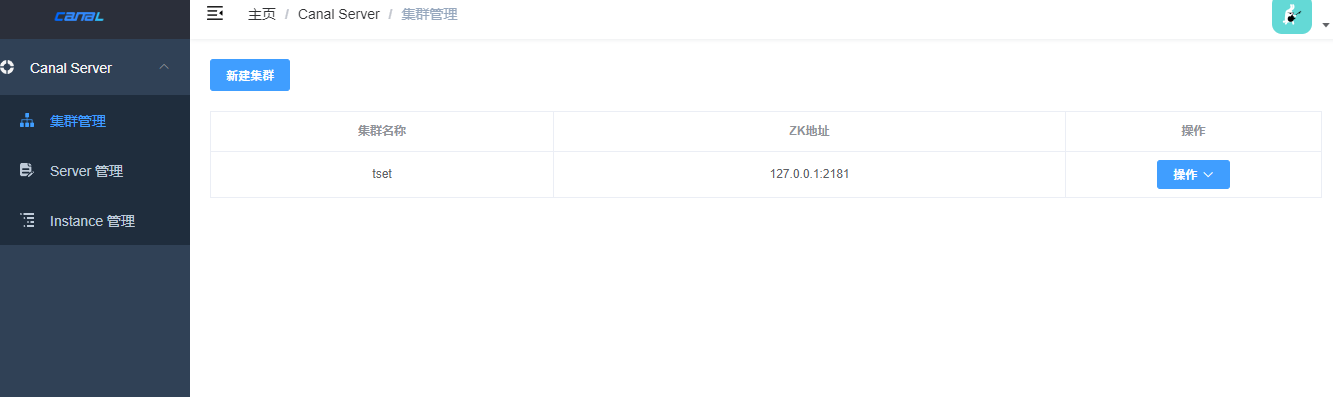 CANAL
主页 / Canal Server / 集群管理
Canal Server
集群管理
Server 管理
Instance 管理
新建集群
集群名称 ZK地址 操作
tset 127.0.0.1:2181 操作